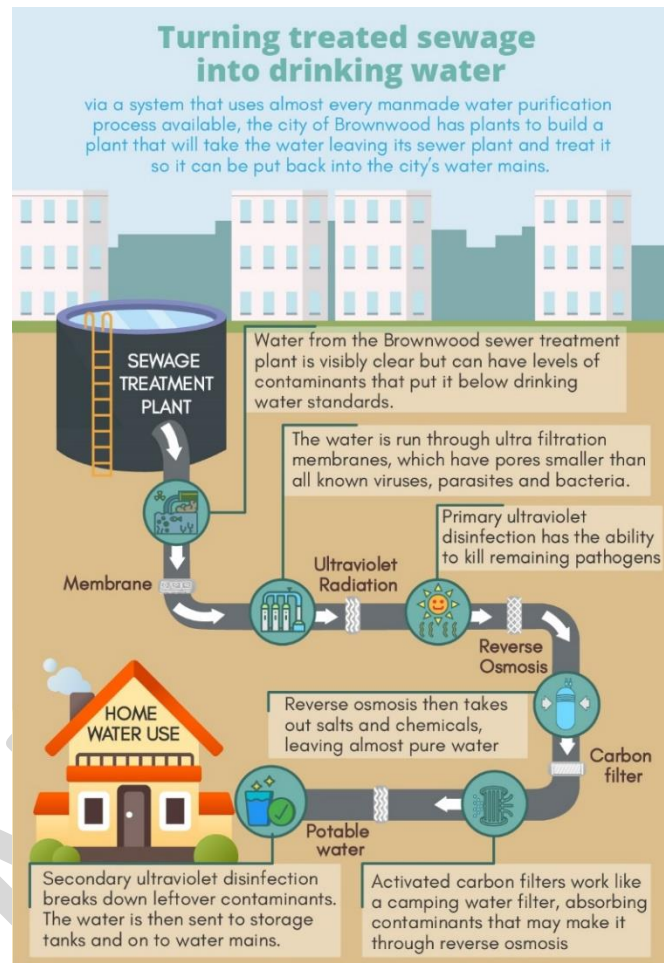 Turning treated sewage
into drinking water
via a system that uses almost every manmade water purification
process available, the city of Brownwood has plants to build a
plant that will take the water leaving its sewer plant and treat it
so it can be put back into the city's water mains.
SEWAGE
TREATMENT
PLANT
Water from the Brownwood sewer treatment
plant is visibly clear but can have levels of
contaminants that put it below drinking
water standards.
The water is run through ultra filtration
membranes, which have pores smaller than
all known viruses, parasites and bacteria.
Primary ultraviolet
disinfection has the ability
to kill remaining pathogens
Membrane
Ultraviolet
Radiation
Reverse
Osmosis
HOME
WATER USE
Reverse osmosis then takes
out salts and chemicals,
leaving almost pure water
Carbon
filter
Potable
water
Secondary ultraviolet disinfection
breaks down leftover contaminants.
The water is then sent to storage
tanks and on to water mains.
Activated carbon filters work like
a camping water filter, absorbing
contaminants that may make it
through reverse osmosis